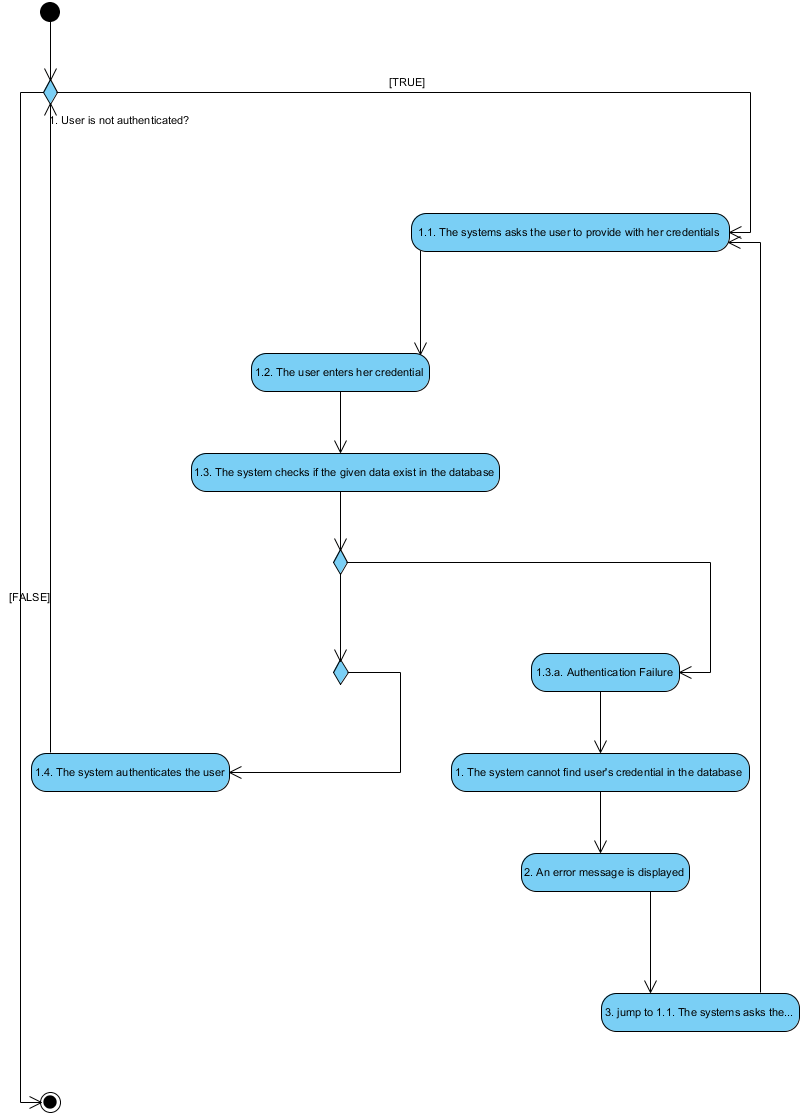 [TRUE]
1. User is not authenticated?
1.1. The systems asks the user to provide with her credentials
1.2. The user enters her credential
1.3. The system checks if the given data exist in the database
[FALSE]
1.3.a. Authentication Failure
1.4. The system authenticates the user
1. The system cannot find user's credential in the database
2. An error message is displayed
3. jump to 1.1. The systems asks the...